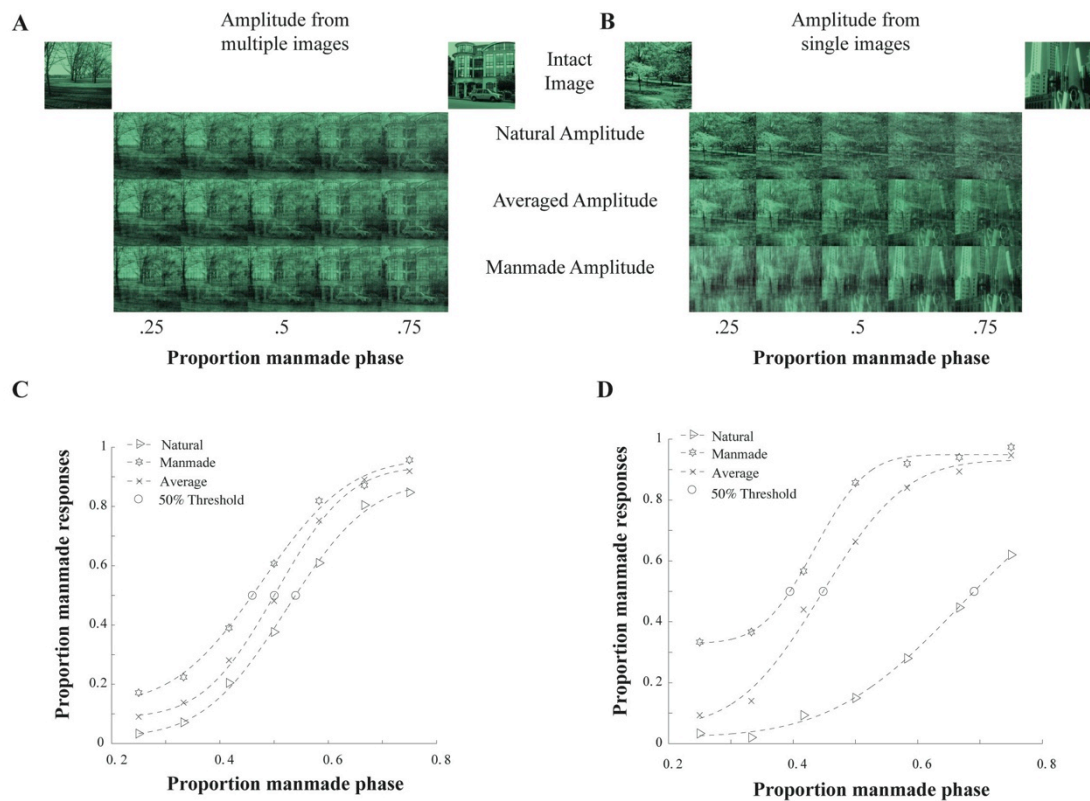 A
Amplitude from
multiple images
B
Amplitude from
single images
Intact
Image
Natural Amplitude
Averaged Amplitude
Manmade Amplitude
.25 .5 .75
Proportion manmade phase
.25 .5 .75
Proportion manmade phase
C
Natural
Manmade
Average
50% Threshold
Proportion manmade responses
1
0.8
0.6
0.4
0.2
0
0. 2 0. 4 0. 6 0. 8
Proportion manmade phase
D
Natural
Manmade
Average
50% Threshold
Proportion manmade responses
1
0.8
0.6
0.4
0.2
0
0. 2 0.4 0.6 0. 8
Proportion manmade phase